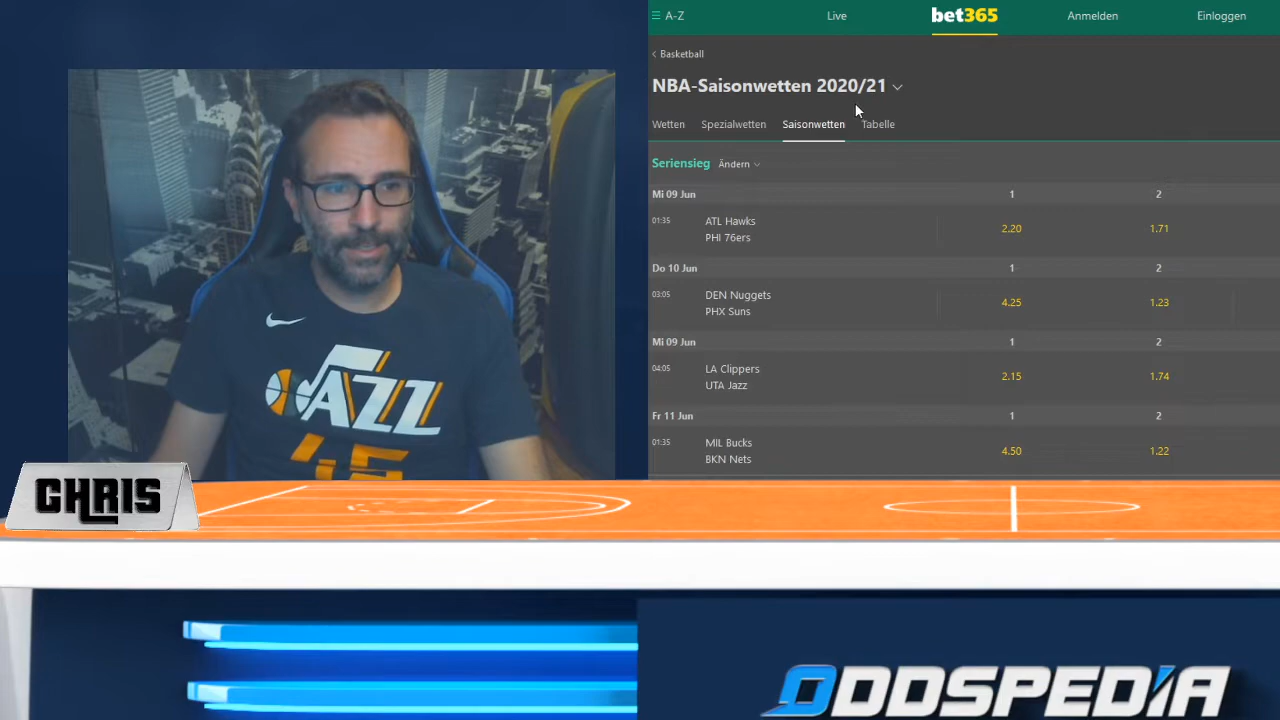 A-Z Live bet365 Anmelden Einloggen
Basketball
NBA-Saisonwetten 2020/21
Wetten Spezialwetten Saisonwetten Tabelle
Seriensieg Ändern
Mi 09 Jun 1 2
01:35 ATL Hawks 2.20 1.71
PHI 76ers
Do 10 Jun 1 2
03:05 DEN Nuggets 4.25 1.23
PHX Suns
Mi 09 Jun 1 2
04:05 LA Clippers 2.15 1.74
UTA Jazz
Fr 11 Jun 1 2
01:35 MIL Bucks 4.50 1.22
BKN Nets
JAZZ
45
CHRIS
ODDSPEDIA